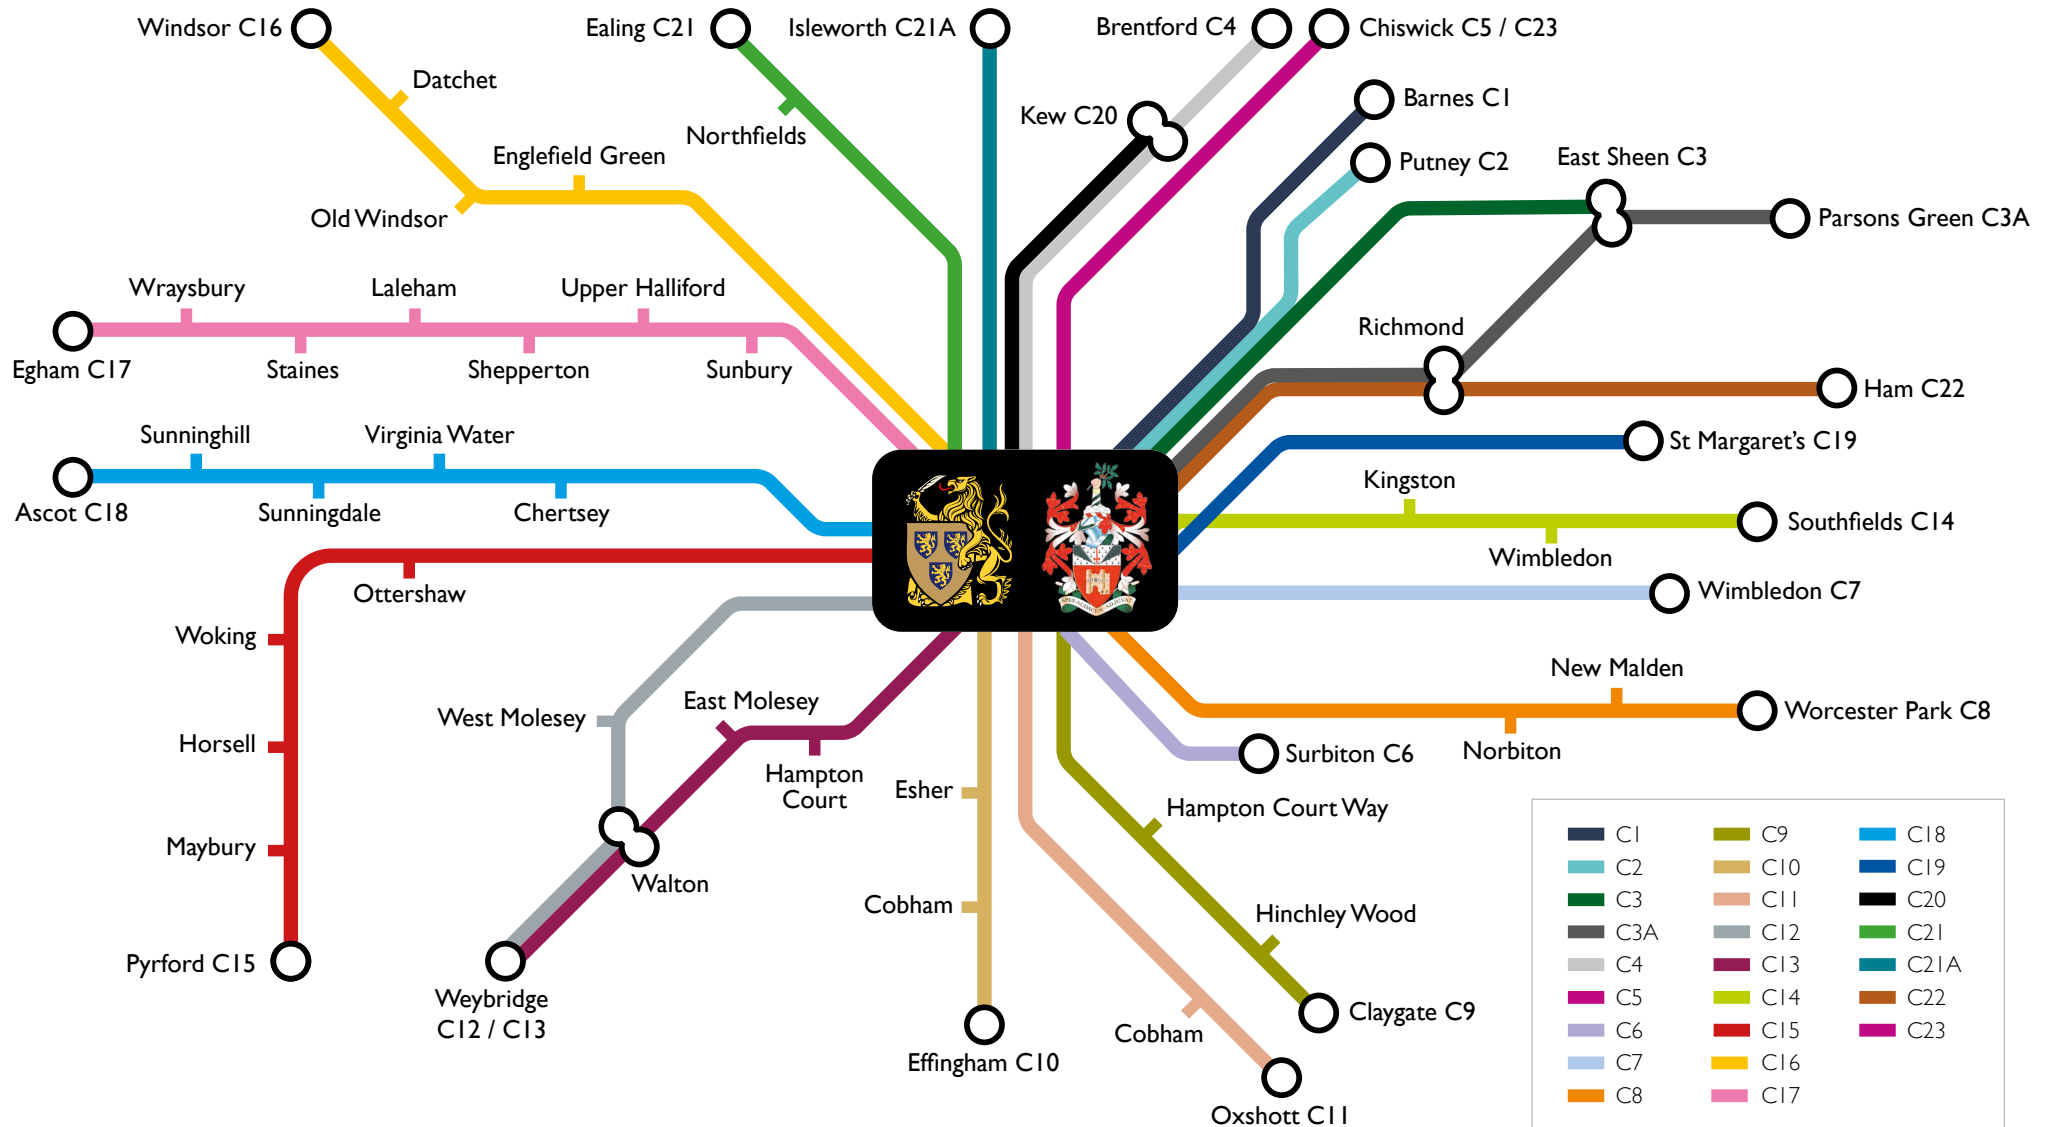 Windsor C16
Ealing C21
Isleworth C21A
Brentford C4
Chiswick C5 / C23
Datchet
Barnes C1
Kew C20
Northfields
Englefield Green
Putney C2
East Sheen C3
Old Windsor
Parsons Green C3A
Wraysbury
Laleham
Upper Halliford
Richmond
Egham C17
Staines
Shepperton
Sunbury
Ham C22
Sunninghill
Virginia Water
St Margaret's C19
Kingston
Ascot C18
Sunningdale
Chertsey
Southfields C14
Wimbledon
Ottershaw
Wimbledon C7
Woking
New Malden
West Molesey
East Molesey
Worcester Park C8
Horsell
Norbiton
Surbiton C6
Hampton
Court
Esher
Hampton Court Way
Maybury
Walton
Cobham
Hinchley Wood
Pyrford C15
Weybridge
C12 / C13
Claygate C9
Cobham
Effingham C10
Oxshott C11
C1
C2
C3
C3A
C4
C5
C6
C7
C8
C9
C10
C11
C12
C13
C14
C15
C16
C17
C18
C19
C20
C21
C21A
C22
C23